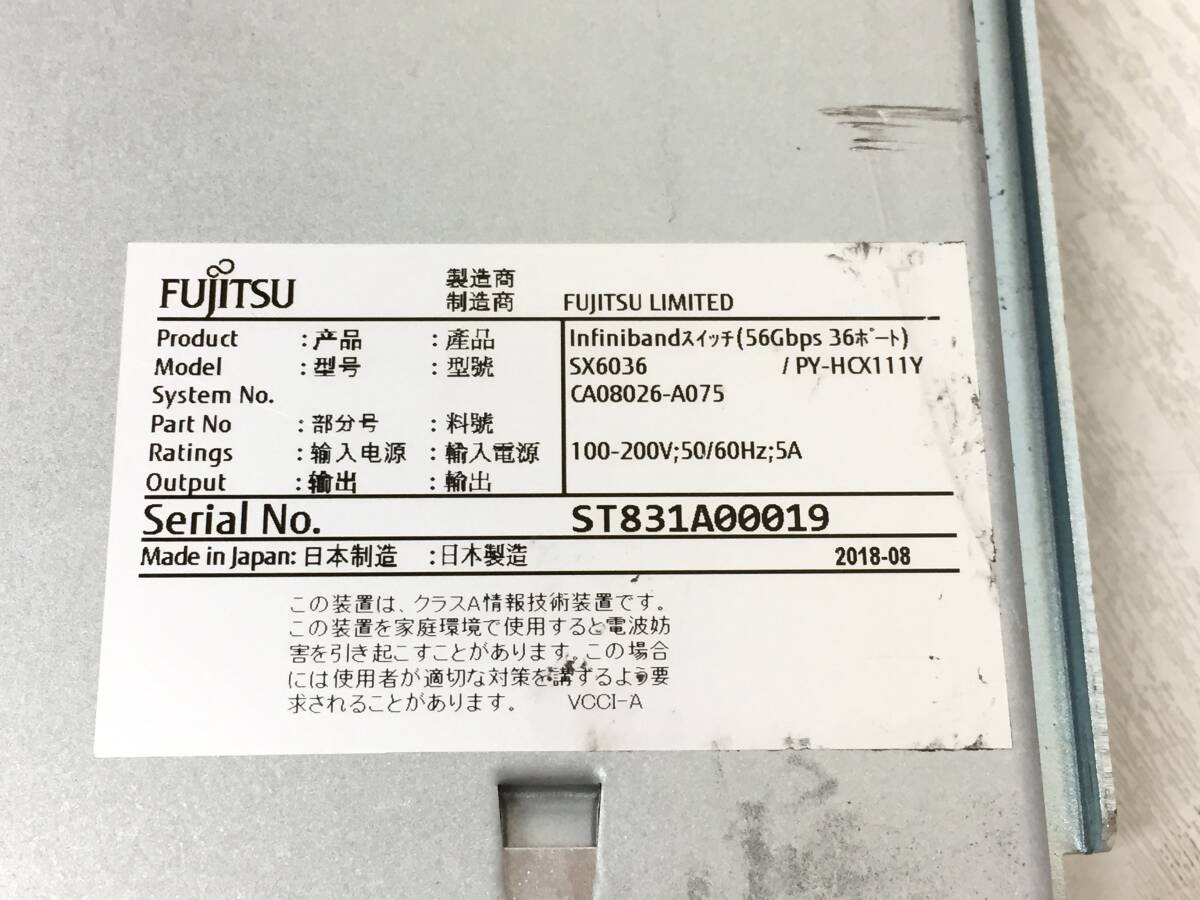 FUJITSU 製造商
制造商 FUJITSU LIMITED
Product :产品 :產品 Infinibandスイッチ(56Gbps 36ポート)
Model :型号 :型號 SX6036 / PY-HCX111Y
System No. CA08026-A075
Part No :部分号 :料號
Ratings :输入电源 :輸入電源 100-200V;50/60Hz;5A
Output :输出 :輸出
Serial No. ST831A00019
Made in Japan: 日本制造 :日本製造 2018-08
この装置は、クラスA情報技術装置です。
この装置を家庭環境で使用すると電波妨
害を引き起こすことがあります。この場合
には使用者が適切な対策を講ずるよう要
求されることがあります。 VCCI-A